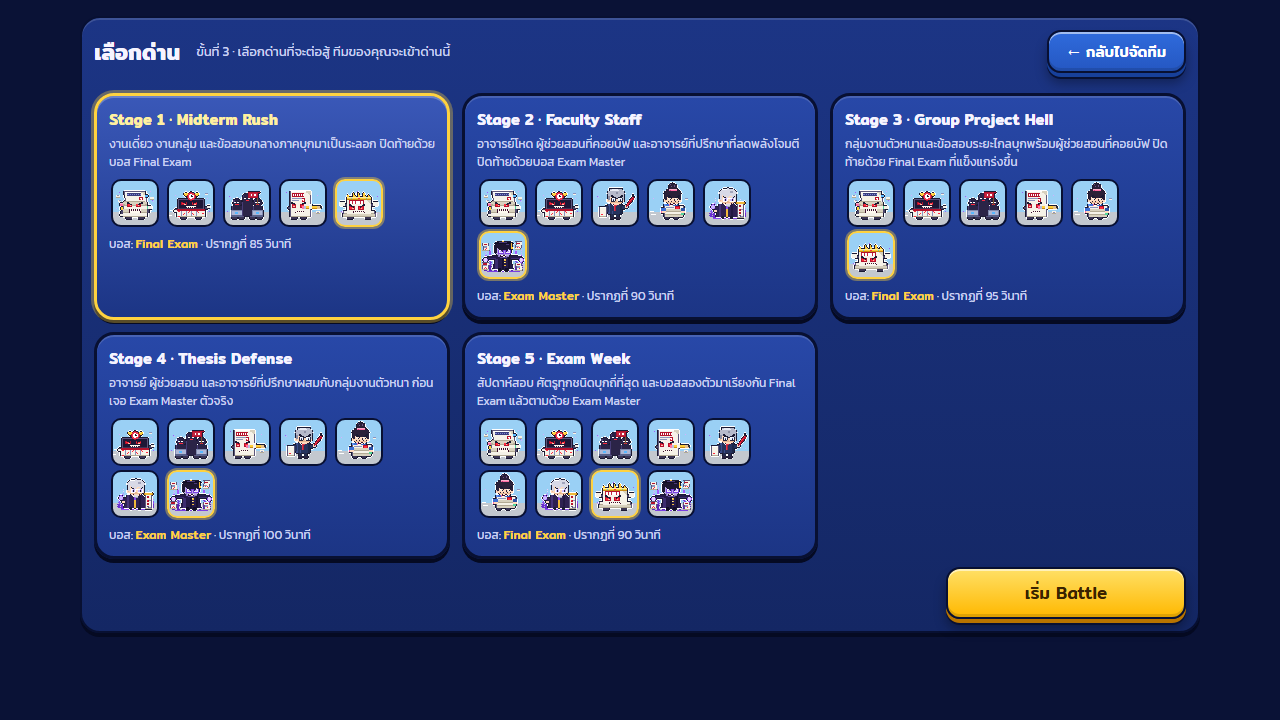 เลือกด่าน
ขั้นที่ 3 · เลือกด่านที่จะต่อสู้ ทีมของคุณจะเข้าด่านนี้
← กลับไปจัดทีม
Stage 1 · Midterm Rush
งานเดี่ยว งานกลุ่ม และข้อสอบกลางภาคบุกมาเป็นระลอก ปิดท้ายด้วย
บอส Final Exam
บอส: Final Exam · ปรากฏที่ 85 วินาที
Stage 2 · Faculty Staff
อาจารย์โหด ผู้ช่วยสอนที่คอยบัฟ และอาจารย์ที่ปรึกษาที่ลดพลังโจมตี
ปิดท้ายด้วยบอส Exam Master
บอส: Exam Master · ปรากฏที่ 90 วินาที
Stage 3 · Group Project Hell
กลุ่มงานตัวหนาและข้อสอบระยะไกลบุกพร้อมผู้ช่วยสอนที่คอยบัฟ ปิด
ท้ายด้วย Final Exam ที่แข็งแกร่งขึ้น
บอส: Final Exam · ปรากฏที่ 95 วินาที
Stage 4 · Thesis Defense
อาจารย์ ผู้ช่วยสอน และอาจารย์ที่ปรึกษาผสมกับกลุ่มงานตัวหนา ก่อน
เจอ Exam Master ตัวจริง
บอส: Exam Master · ปรากฏที่ 100 วินาที
Stage 5 · Exam Week
สัปดาห์สอบ ศัตรูทุกชนิดบุกถี่ที่สุด และบอสสองตัวมาเรียงกัน Final
Exam แล้วตามด้วย Exam Master
บอส: Final Exam · ปรากฏที่ 90 วินาที
เริ่ม Battle